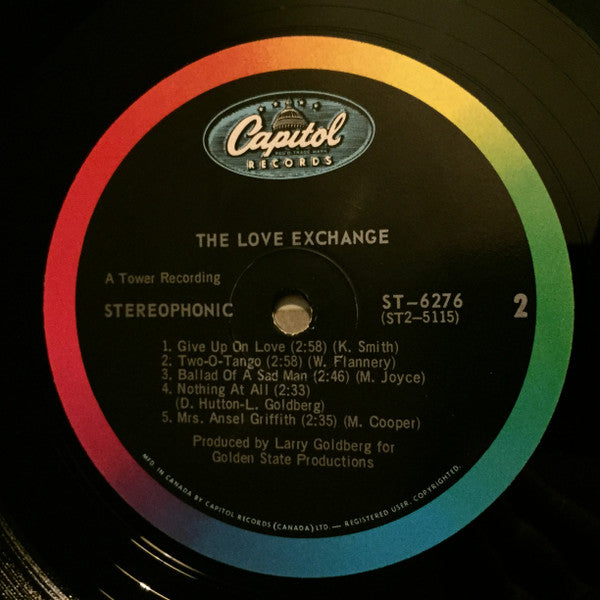 Capitol
REG'D TRADE MARK
RECORDS
THE LOVE EXCHANGE
A Tower Recording
STEREOPHONIC
ST-6276
(ST2-5115)
2
1. Give Up On Love (2:58) (K. Smith)
2. Two-O-Tango (2:58) (W. Flannery)
3. Ballad Of A Sad Man (2:46) (M. Joyce)
4. Nothing At All (2:33)
(D. Hutton-L. Goldberg)
5. Mrs. Ansel Griffith (2:35) (M. Cooper)
Produced by Larry Goldberg for
Golden State Productions
MFD. IN CANADA BY CAPITOL RECORDS (CANADA) LTD. — REGISTERED USER. COPYRIGHTED.